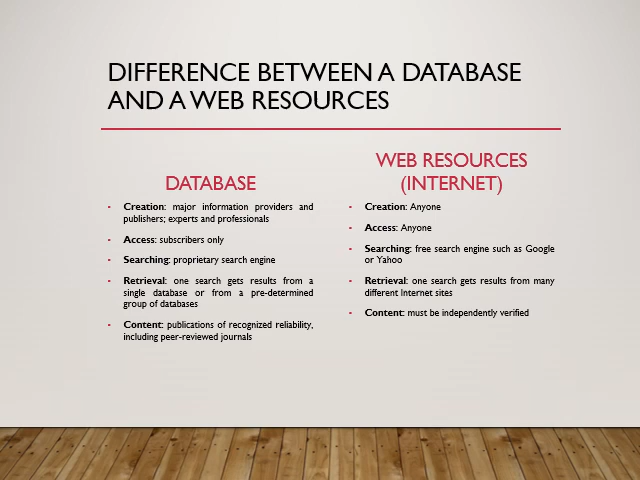 DIFFERENCE BETWEEN A DATABASE
AND A WEB RESOURCES
DATABASE
• Creation: major information providers and
publishers; experts and professionals
• Access: subscribers only
• Searching: proprietary search engine
• Retrieval: one search gets results from a
single database or from a pre-determined
group of databases
• Content: publications of recognized reliability,
including peer-reviewed journals
WEB RESOURCES
(INTERNET)
• Creation: Anyone
• Access: Anyone
• Searching: free search engine such as Google
or Yahoo
• Retrieval: one search gets results from many
different Internet sites
• Content: must be independently verified